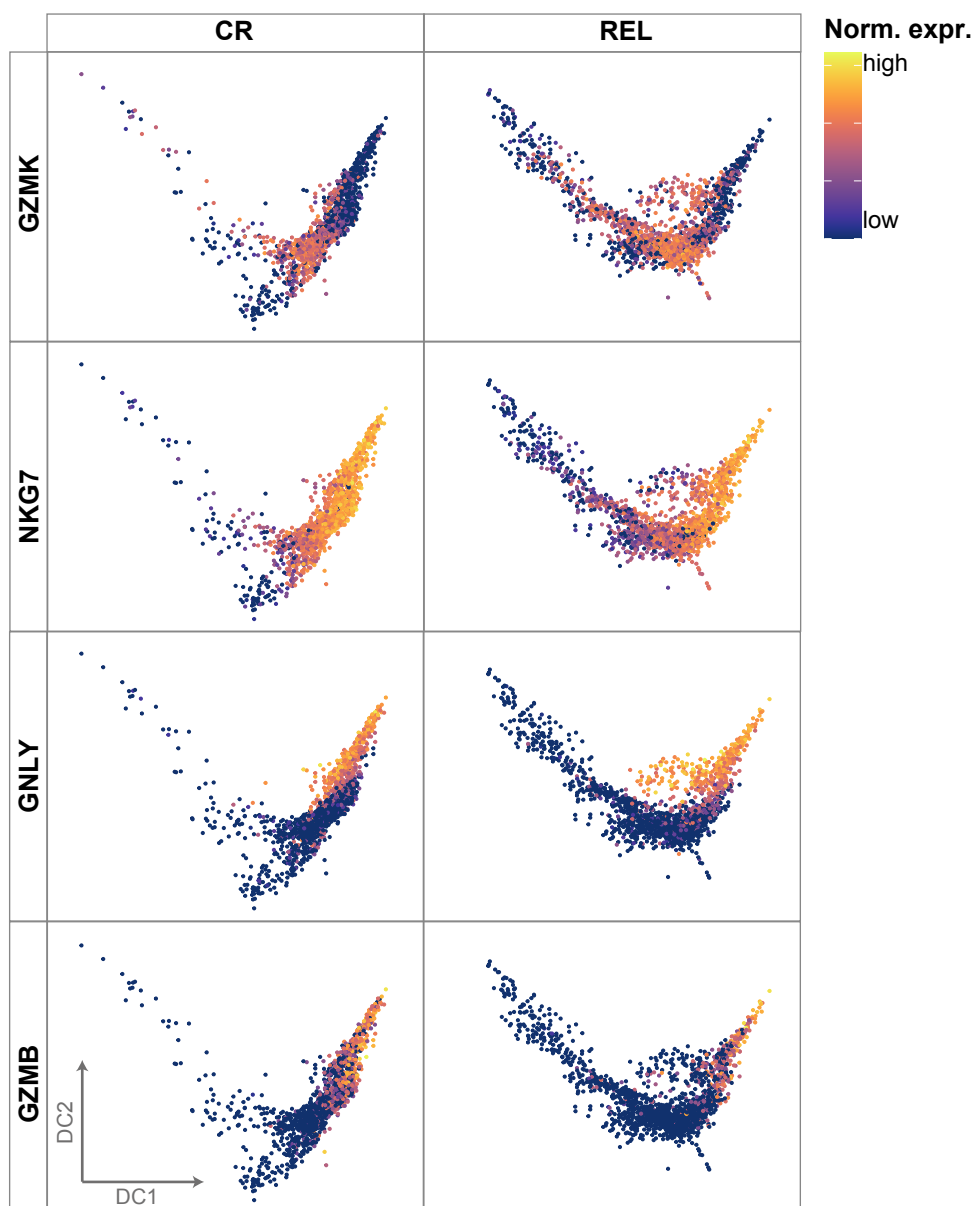 CR
REL
Norm. expr.
high
low
GZMK
NKG7
GNLY
GZMB
DC2
DC1